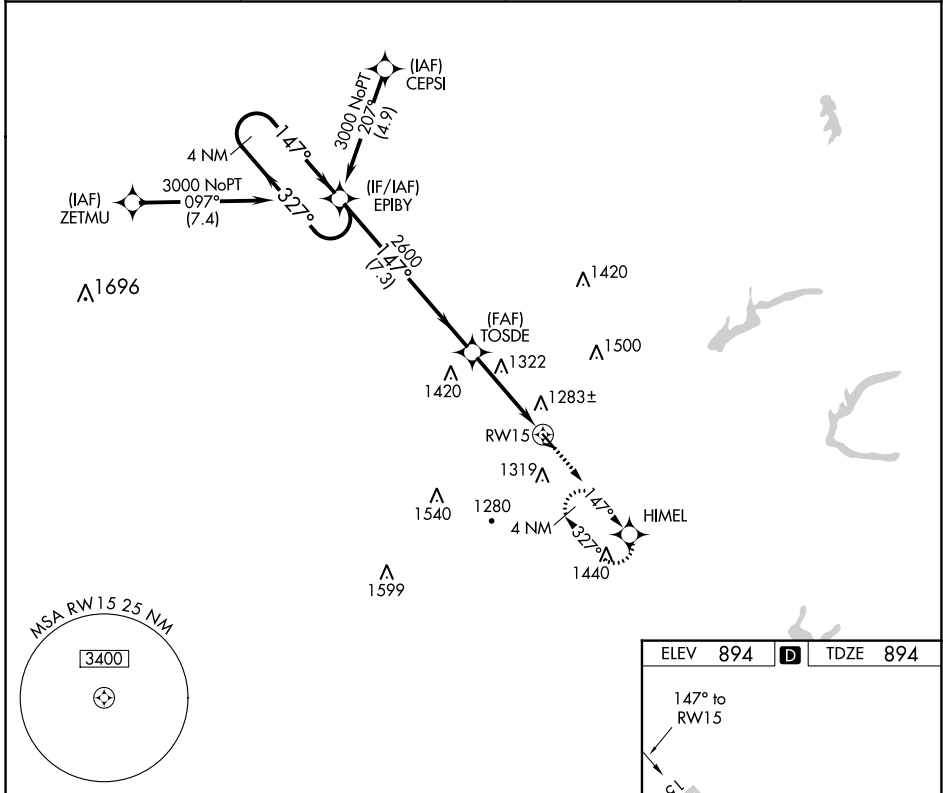 (IAF)
CEPSI
3000 NoPT
207°
(4.9)
4 NM
147°
327°
(IF/IAF)
EPIBY
(IAF)
ZETMU
3000 NoPT
097°
(7.4)
2600
147°
(7.3)
1696
1420
(FAF)
TOSDE
1322
1500
1420
1283±
RW15
1319
1540
1280
4 NM
147°
327°
HIMEL
1440
1599
MSA RW15 25 NM
3400
ELEV 894 D TDZE 894
147° to
RW15
15